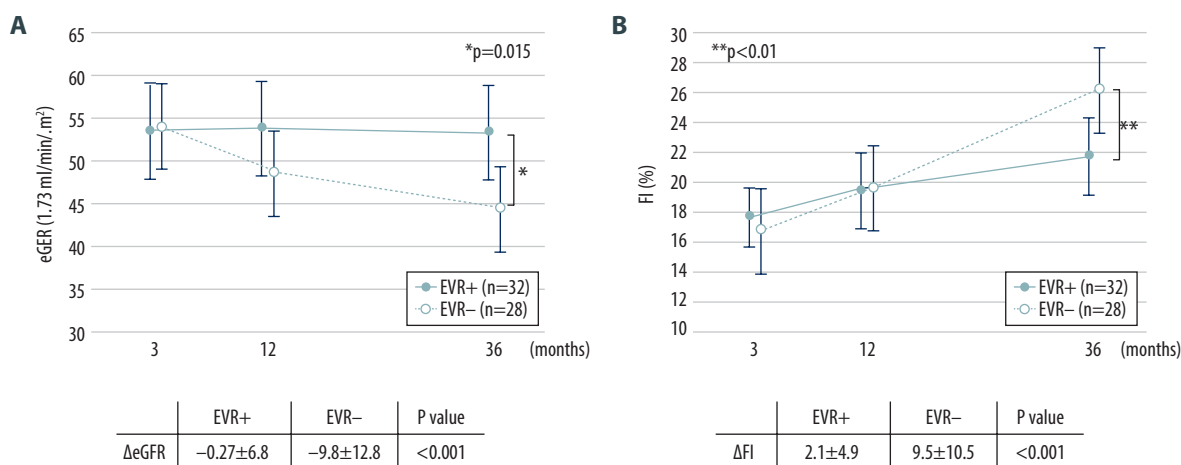 A
eGER (1.73 ml/min/.m²)
65
60
55
50
45
40
35
30
*p=0.015
*
EVR+ (n=32)
EVR– (n=28)
3 12 36 (months)
EVR+ EVR– P value
ΔeGFR –0.27±6.8 –9.8±12.8 <0.001
B
FI (%)
30
28
26
24
22
20
18
16
14
12
10
**p<0.01
**
EVR+ (n=32)
EVR– (n=28)
3 12 36 (months)
EVR+ EVR– P value
ΔFI 2.1±4.9 9.5±10.5 <0.001